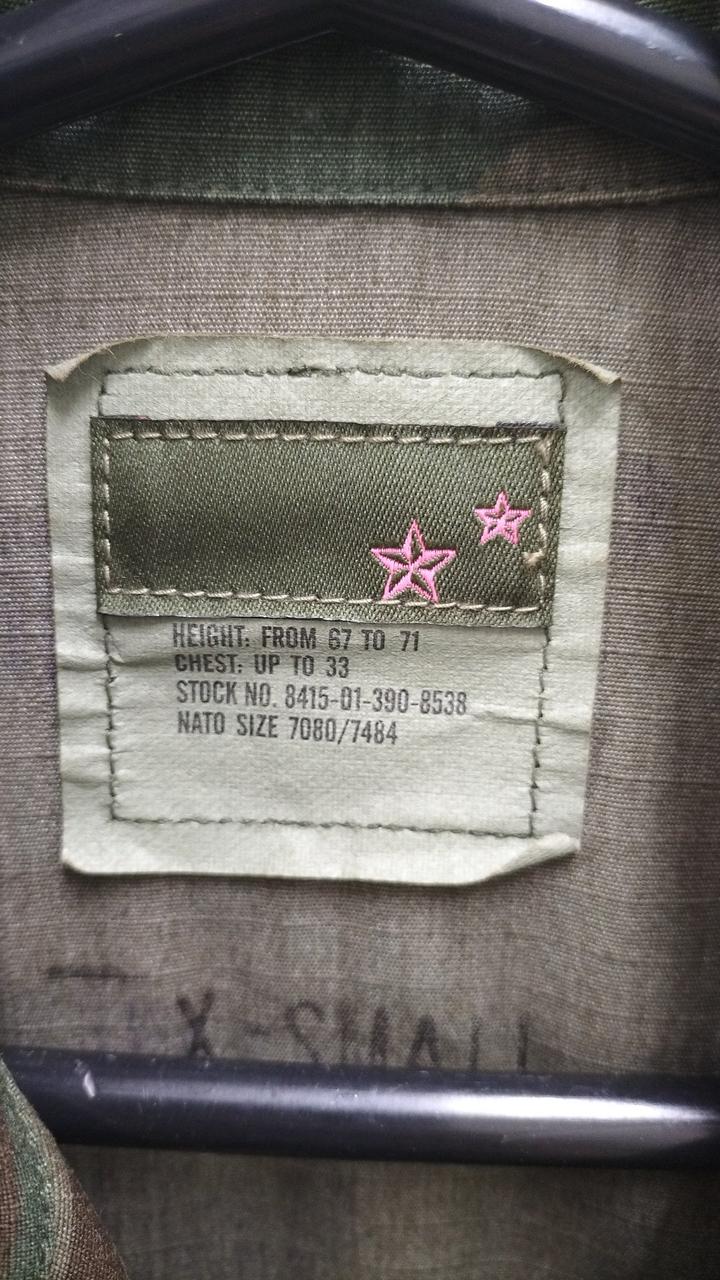 HEIGHT: FROM 67 TO 71
CHEST: UP TO 33
STOCK NO. 8415-01-390-8538
NATO SIZE 7080/7484
X-SMALL